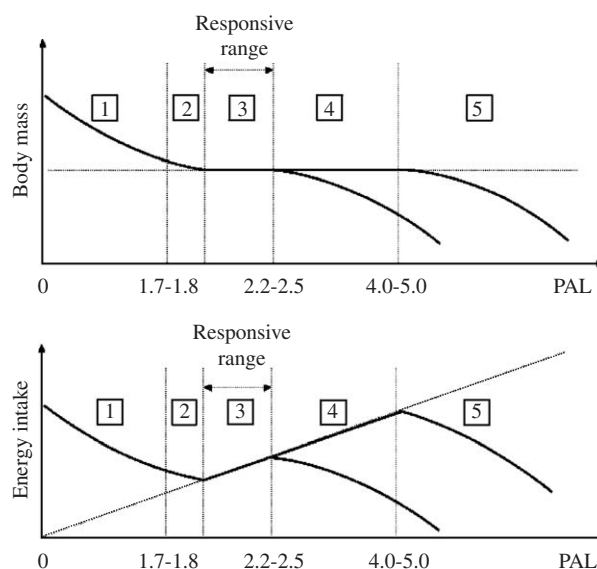 Responsive
range
1 2 3 4 5
Body mass
0 1.7-1.8 2.2-2.5 4.0-5.0 PAL
Responsive
range
1 2 3 4 5
Energy intake
0 1.7-1.8 2.2-2.5 4.0-5.0 PAL